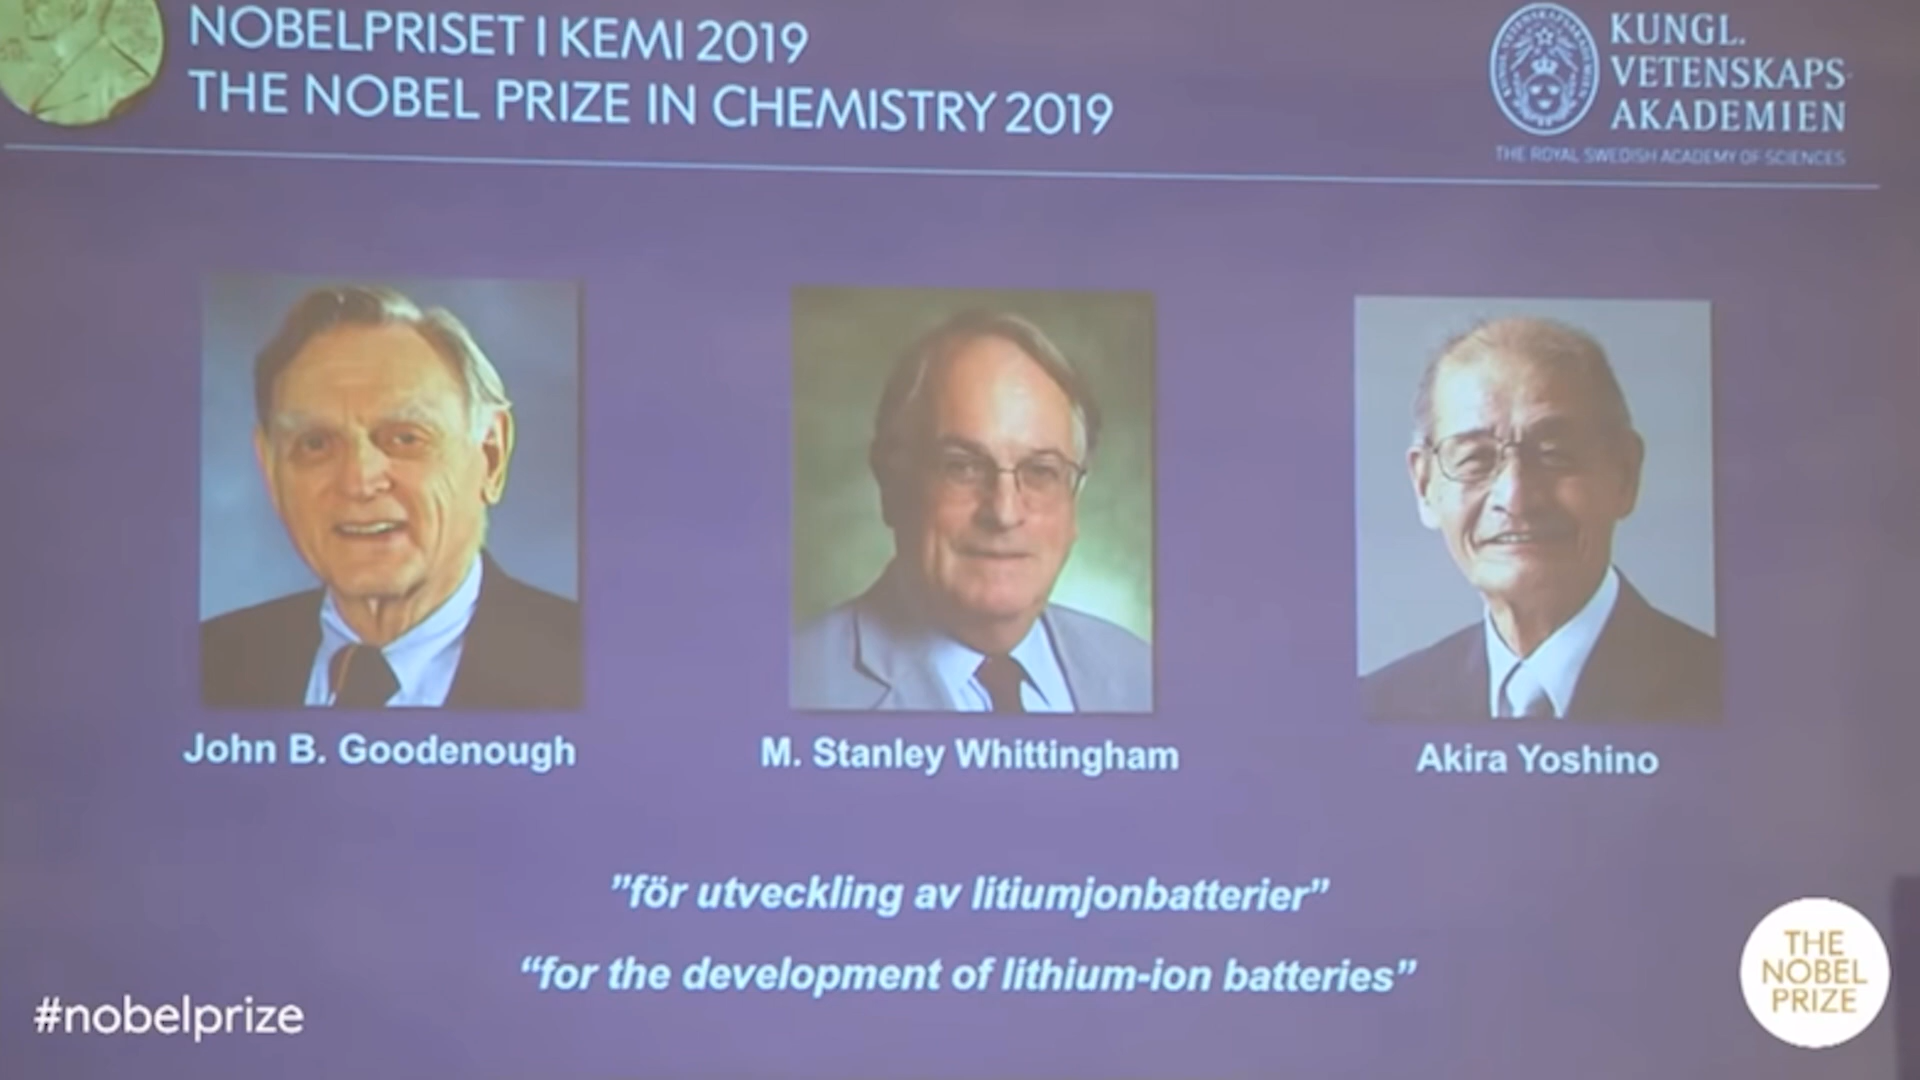 NOBELPRISET I KEMI 2019
THE NOBEL PRIZE IN CHEMISTRY 2019
KUNGL.
VETENSKAPS-
AKADEMIEN
THE ROYAL SWEDISH ACADEMY OF SCIENCES
John B. Goodenough
M. Stanley Whittingham
Akira Yoshino
”för utveckling av litiumjonbatterier”
“for the development of lithium-ion batteries”
#nobelprize
THE
NOBEL
PRIZE